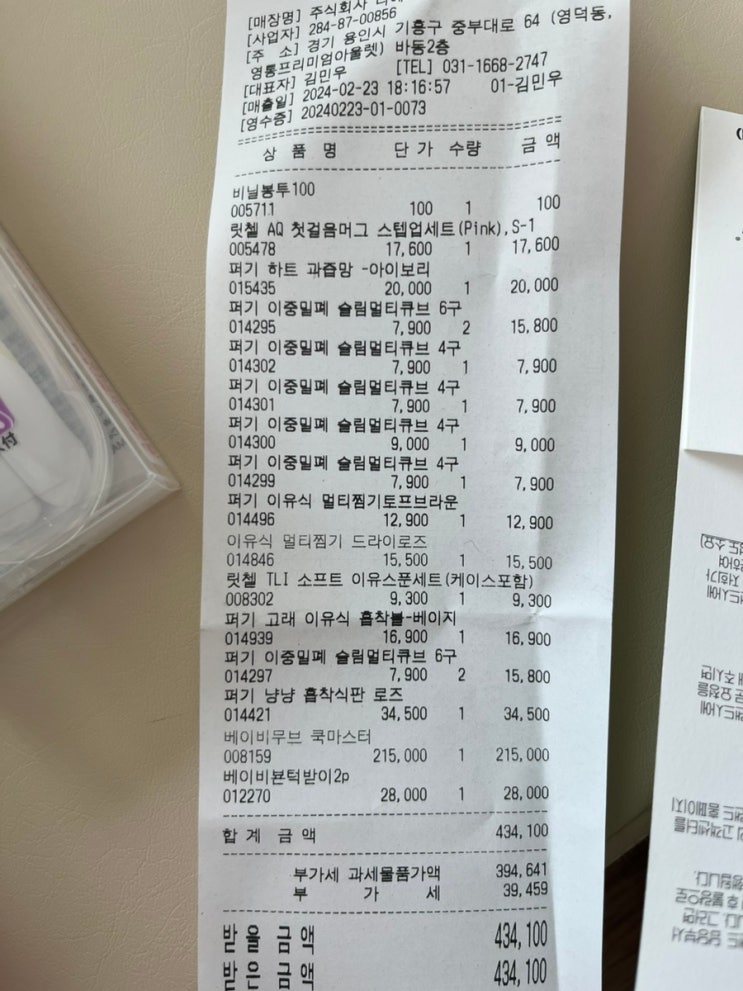 [매장명] 주식회사
[사업자] 284-87-00856
[주 소] 경기 용인시 기흥구 중부대로 64 (영덕동,
영통프리미엄아울렛) 바동2층
[대표자] 김민우 [TEL] 031-1668-2747
[매출일] 2024-02-23 18:16:57 01-김민우
[영수증] 20240223-01-0073
상 품 명 단 가 수량 금 액
비닐봉투100
005711 100 1 100
릿첼 AQ 첫걸음머그 스텝업세트(Pink),S-1
005478 17,600 1 17,600
퍼기 하트 과즙망 -아이보리
015435 20,000 1 20,000
퍼기 이중밀폐 슬림멀티큐브 6구
014295 7,900 2 15,800
퍼기 이중밀폐 슬림멀티큐브 4구
014302 7,900 1 7,900
퍼기 이중밀폐 슬림멀티큐브 4구
014301 7,900 1 7,900
퍼기 이중밀폐 슬림멀티큐브 4구
014300 9,000 1 9,000
퍼기 이중밀폐 슬림멀티큐브 4구
014299 7,900 1 7,900
퍼기 이유식 멀티찜기토프브라운
014496 12,900 1 12,900
이유식 멀티찜기 드라이로즈
014846 15,500 1 15,500
릿첼 TLI 소프트 이유스푼세트(케이스포함)
008302 9,300 1 9,300
퍼기 고래 이유식 흡착볼-베이지
014939 16,900 1 16,900
퍼기 이중밀폐 슬림멀티큐브 6구
014297 7,900 2 15,800
퍼기 냥냥 흡착식판 로즈
014421 34,500 1 34,500
베이비무브 쿡마스터
008159 215,000 1 215,000
베이비뵨턱받이2p
012270 28,000 1 28,000
합 계 금 액 434,100
부가세 과세물품가액 394,641
부 가 세 39,459
받 을 금 액 434,100
받 은 금 액 434,100